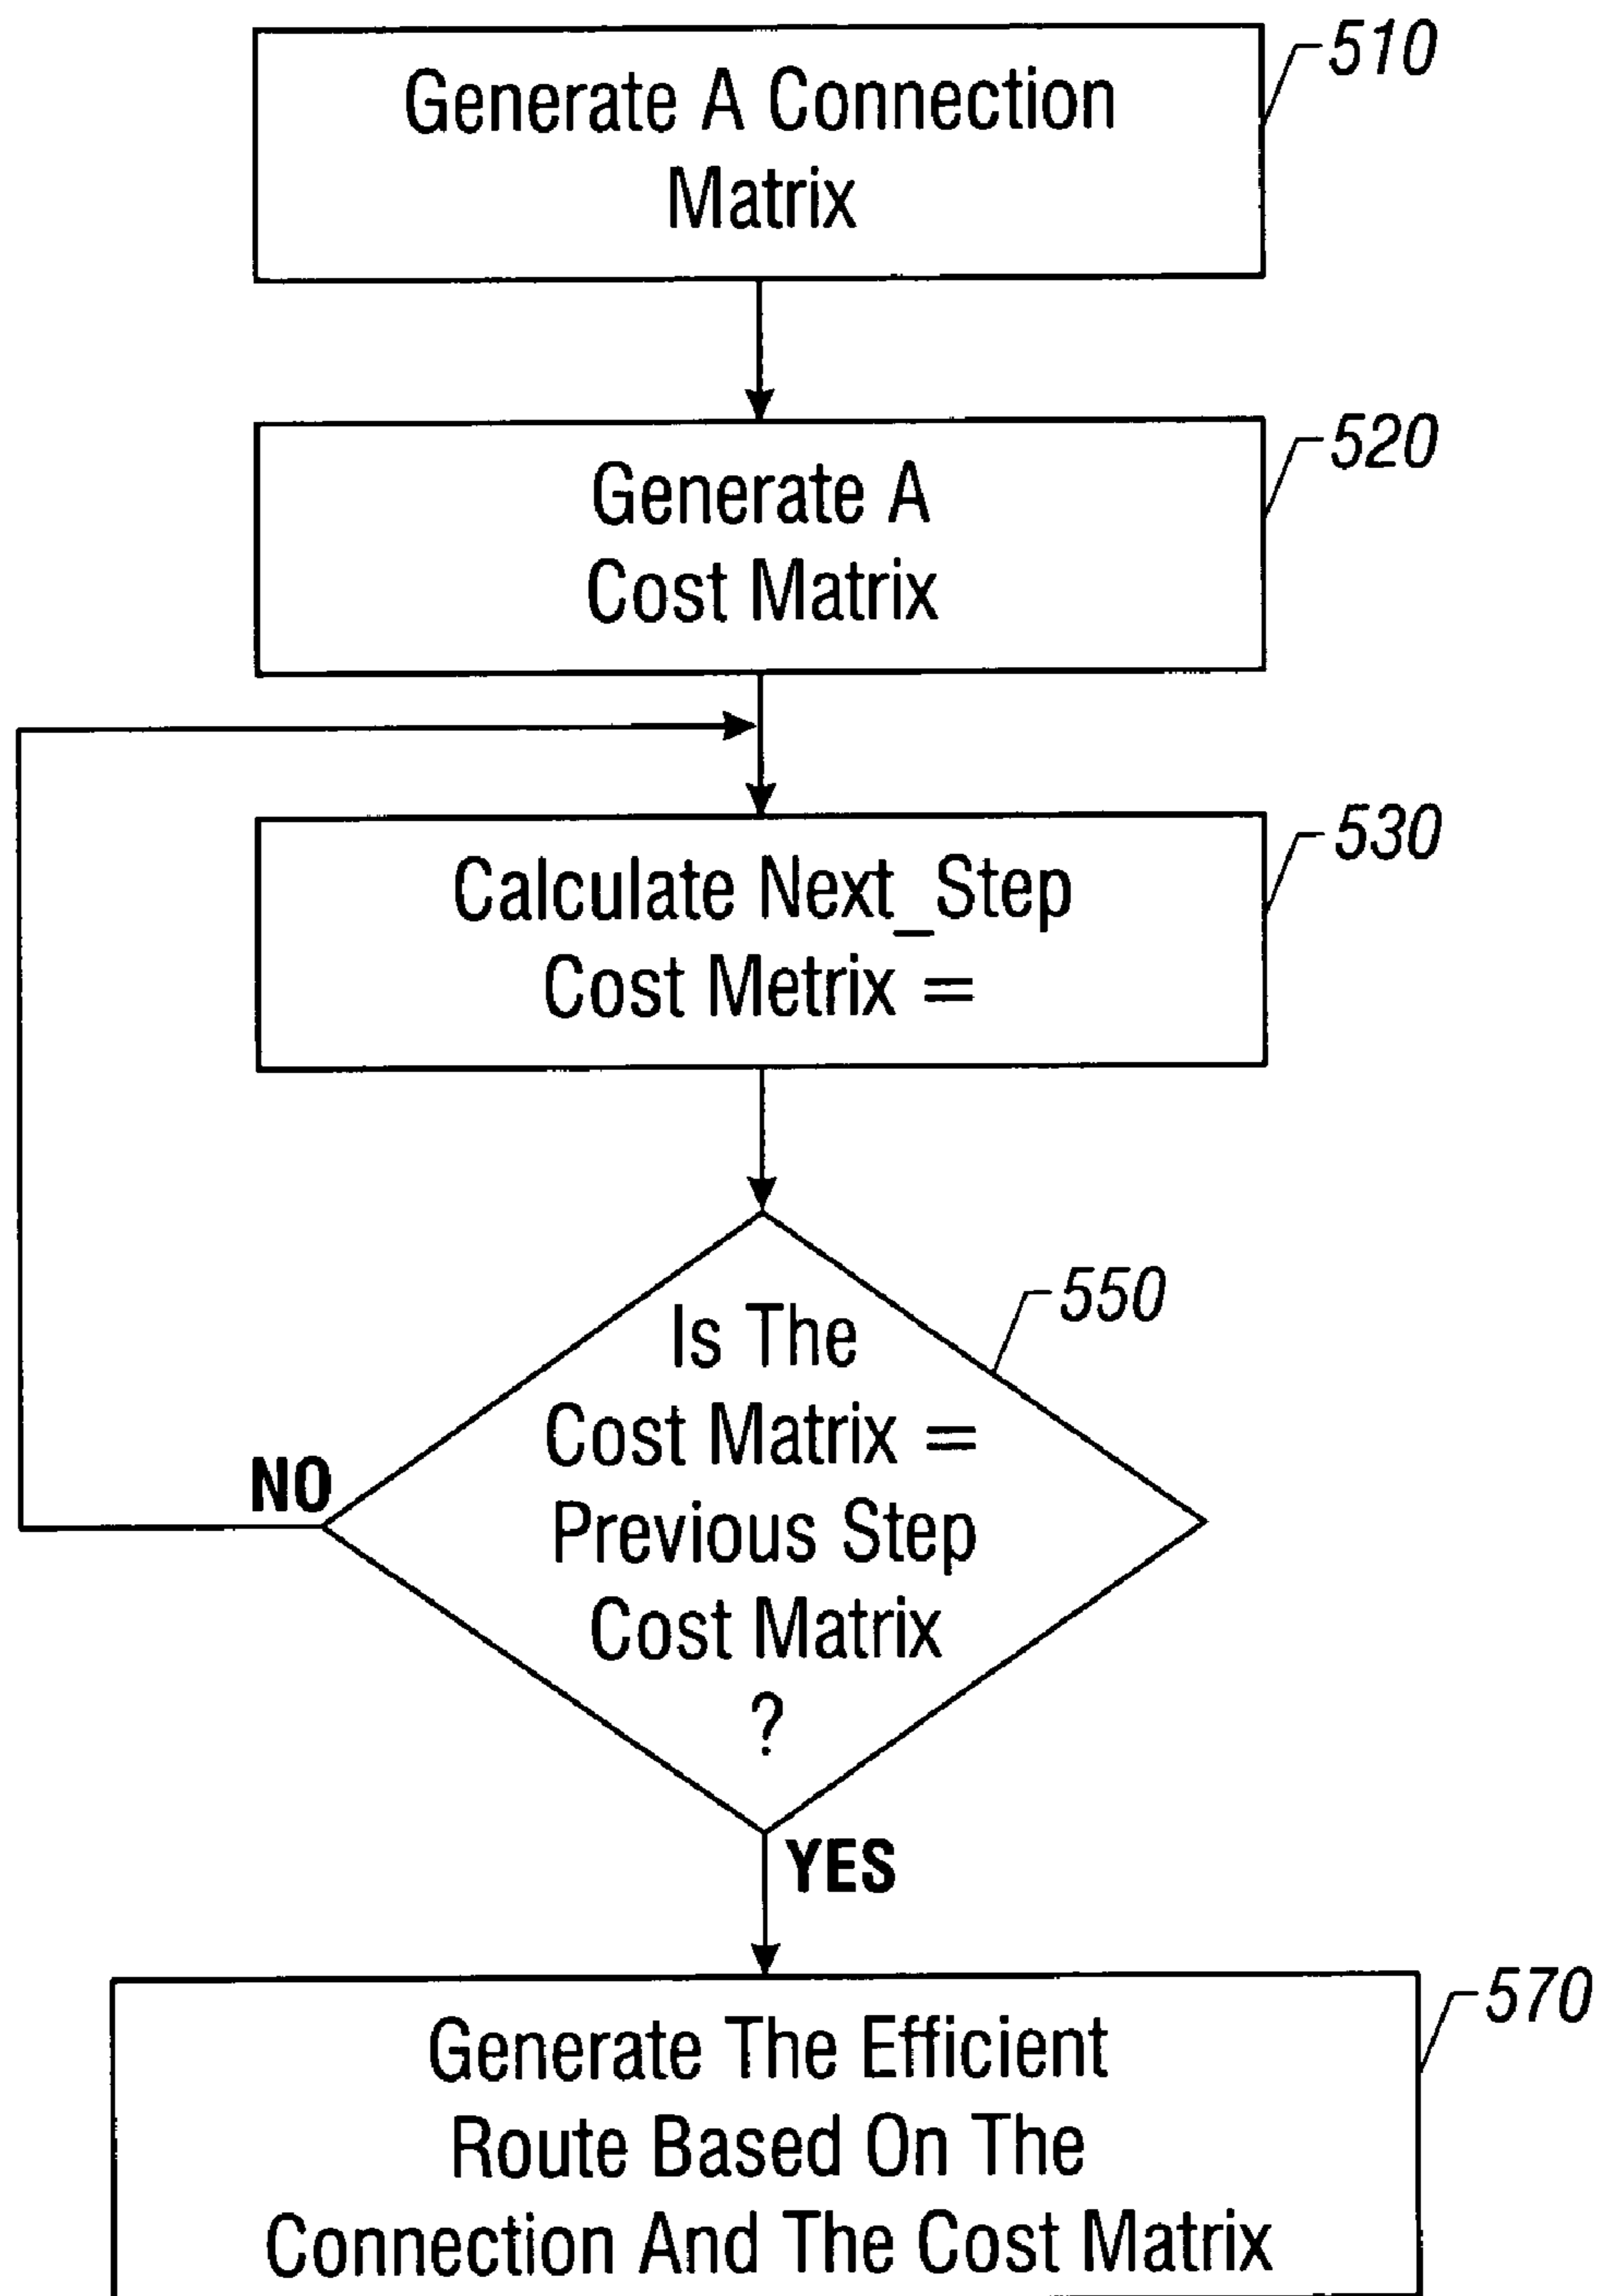 510
Generate A Connection
Matrix
520
Generate A
Cost Matrix
530
Calculate Next_Step
Cost Metrix =
550
Is The
Cost Matrix =
Previous Step
Cost Matrix
?
NO
YES
570
Generate The Efficient
Route Based On The
Connection And The Cost Matrix